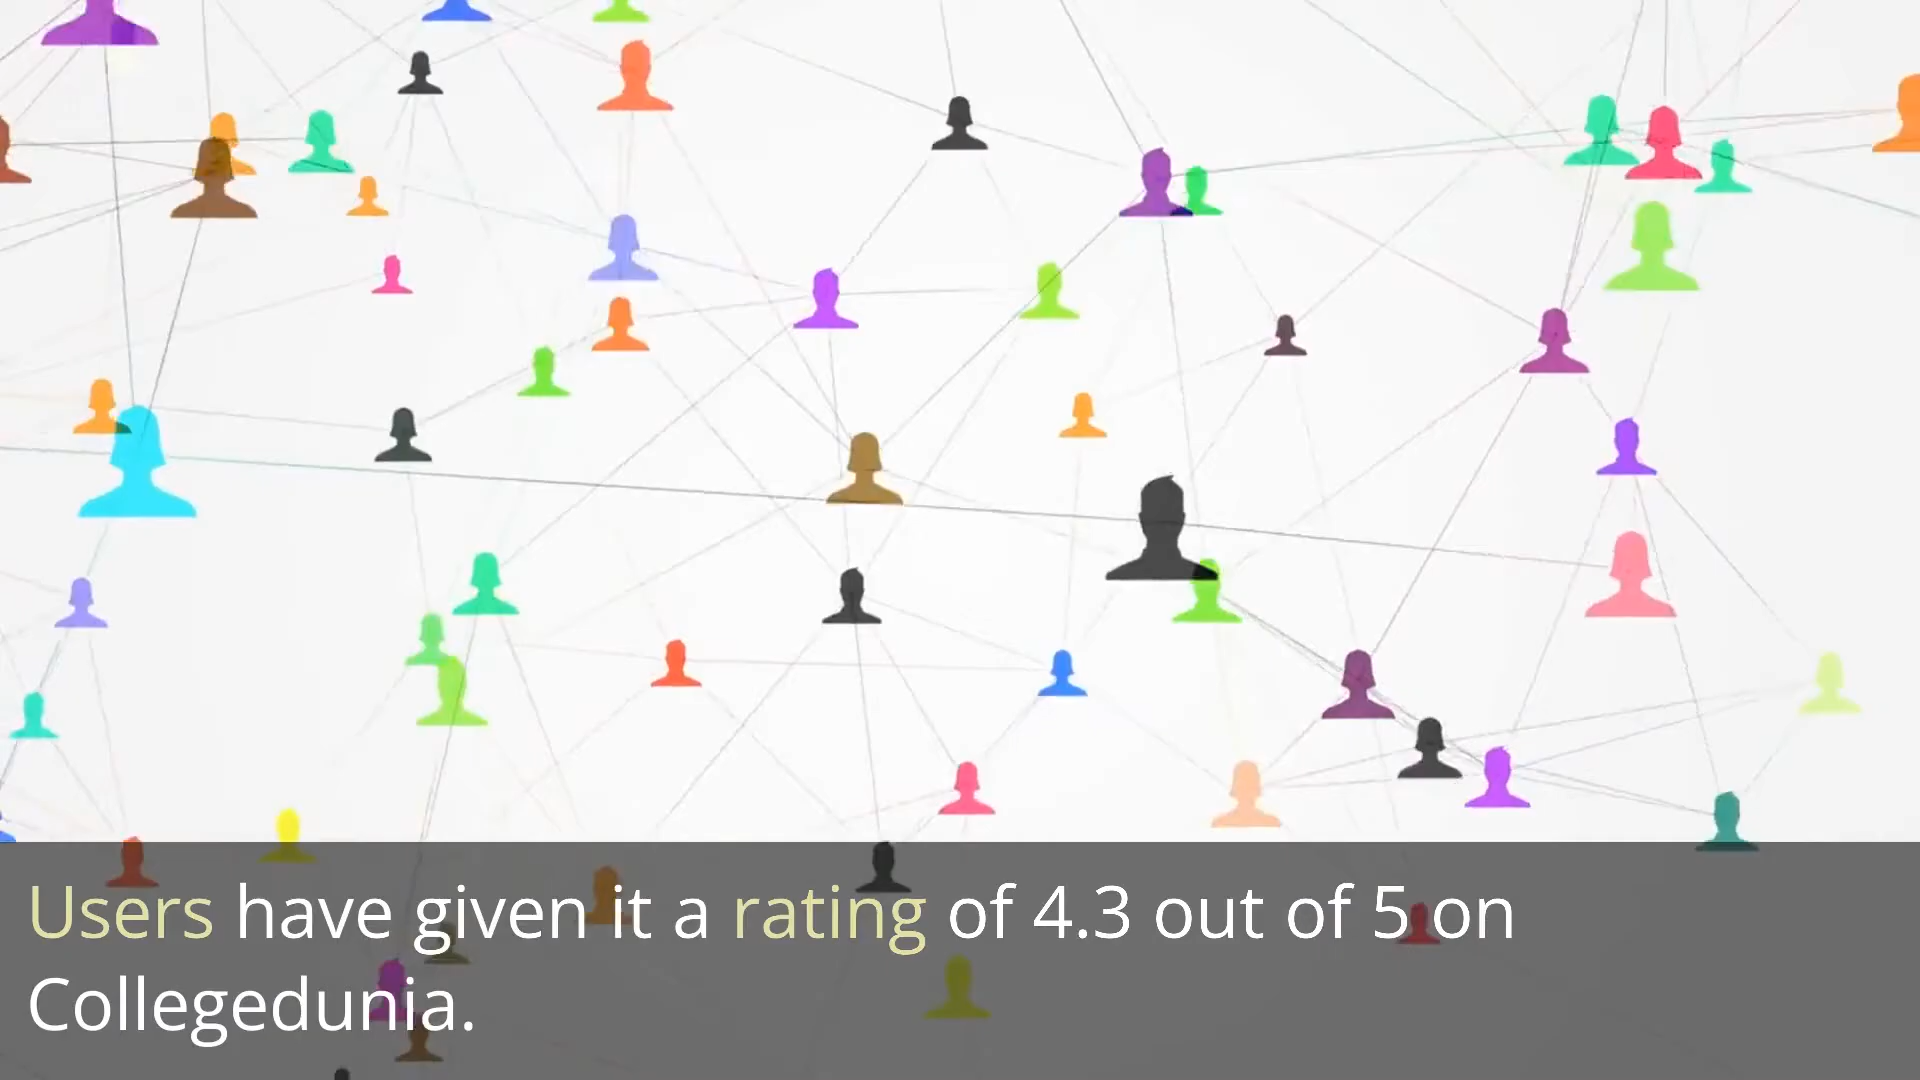 Users have given it a rating of 4.3 out of 5 on
Collegedunia.